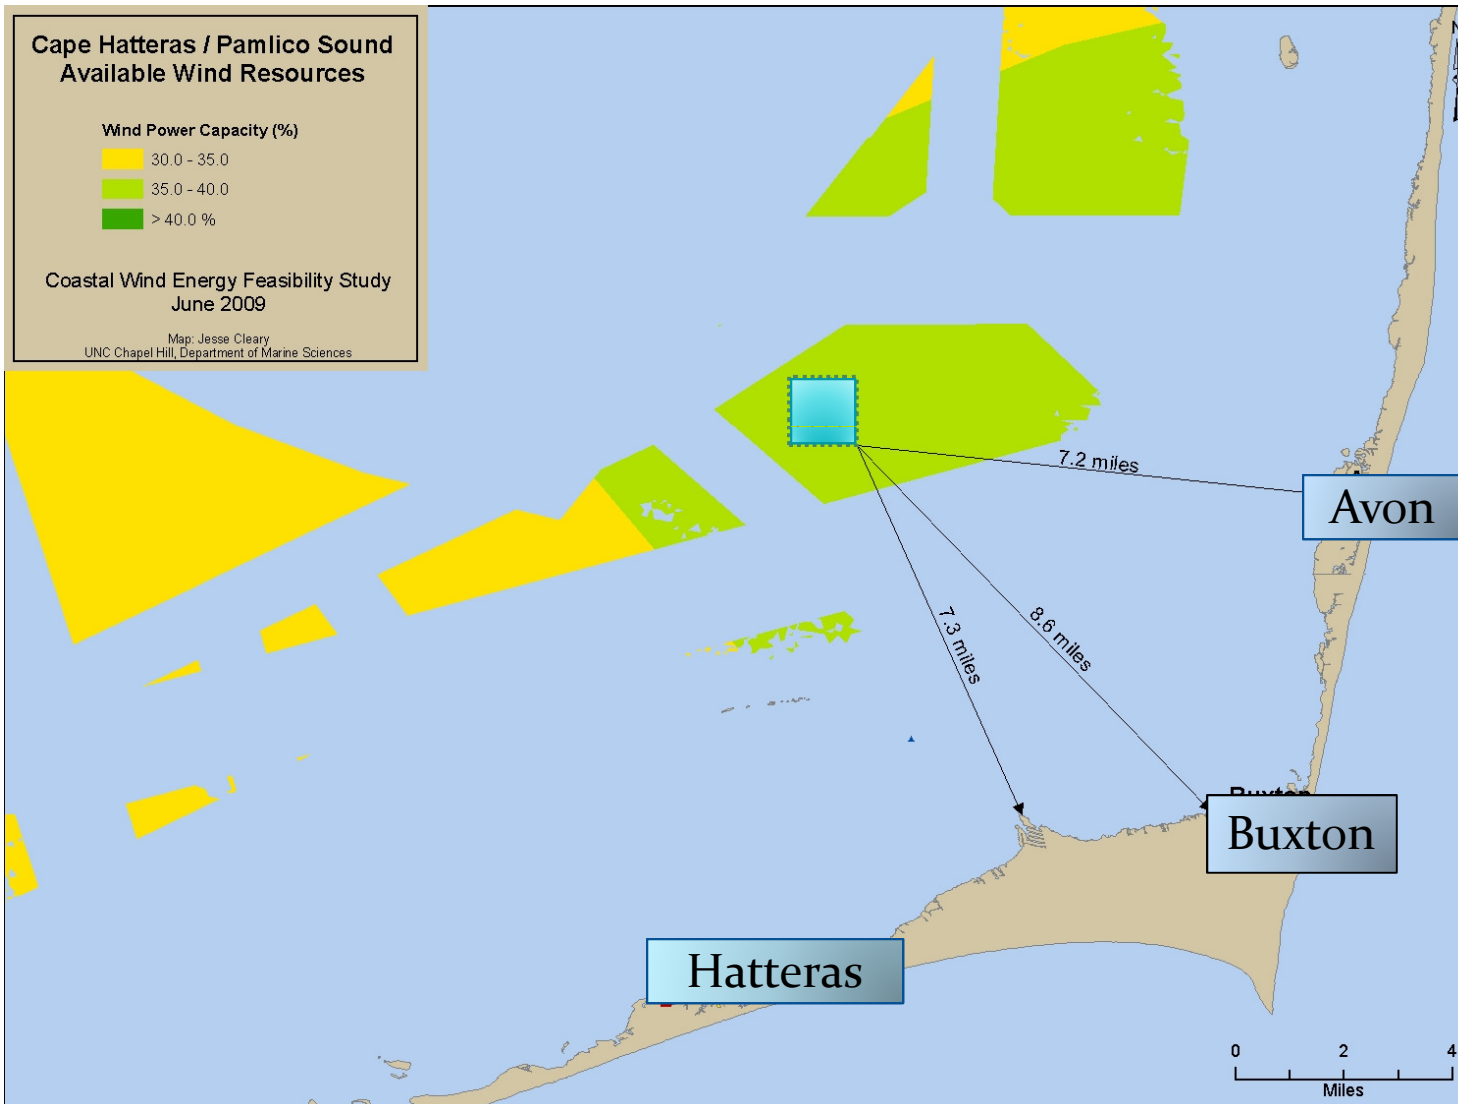 Cape Hatteras / Pamlico Sound
Available Wind Resources
Wind Power Capacity (%)
30.0 - 35.0
35.0 - 40.0
> 40.0 %
Coastal Wind Energy Feasibility Study
June 2009
Map: Jesse Cleary
UNC Chapel Hill, Department of Marine Sciences
7.2 miles
Avon
7.3 miles
8.6 miles
Buxton
Buxton
Hatteras
0 2 4
Miles